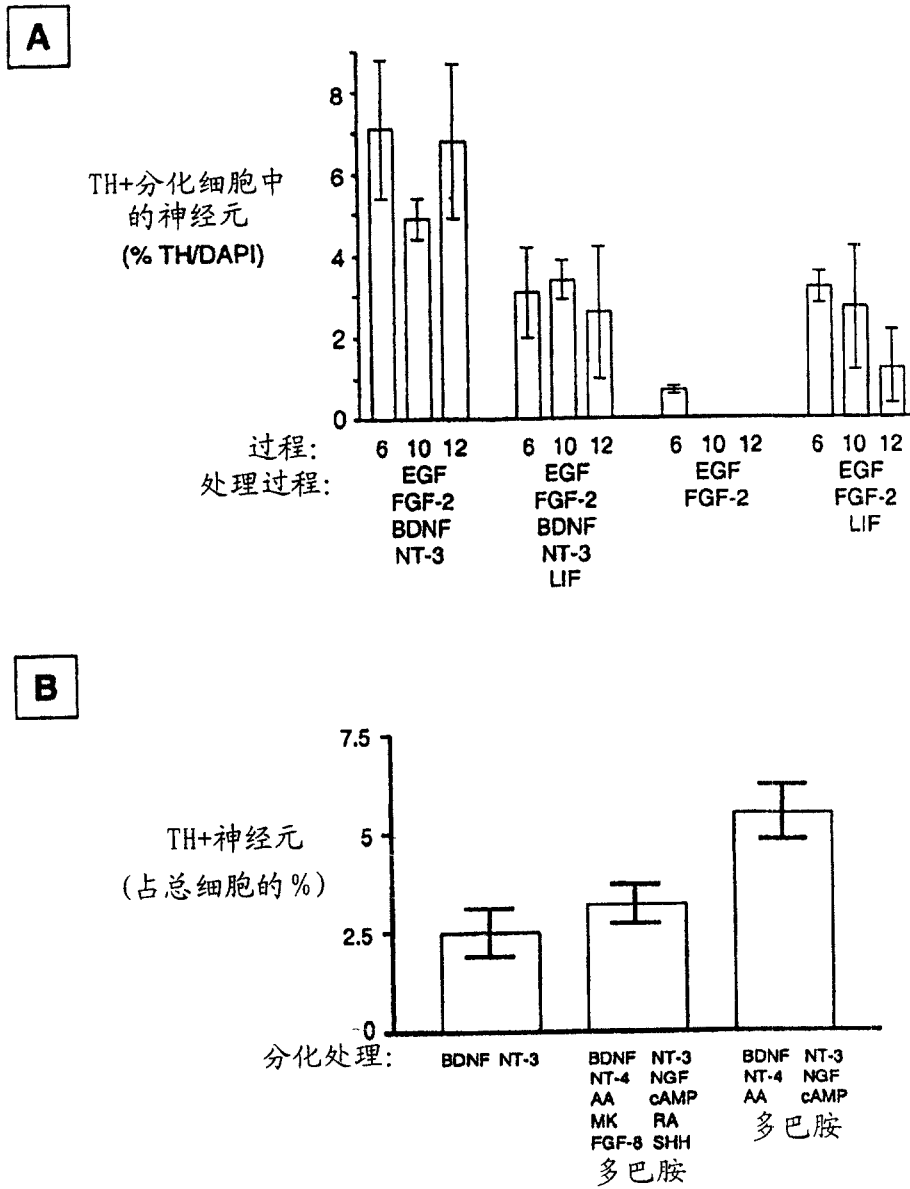 A
8
6
4
2
0
TH+分化细胞中
的神经元
(% TH/DAPI)
过程: 6 10 12 6 10 12 6 10 12 6 10 12
处理过程: EGF EGF EGF EGF
FGF-2 FGF-2 FGF-2 FGF-2
BDNF BDNF LIF
NT-3 NT-3
LIF
B
7.5
5
2.5
0
TH+神经元
(占总细胞的%)
分化处理: BDNF NT-3 BDNF NT-3 BDNF NT-3
NT-4 NGF NT-4 NGF
AA cAMP AA cAMP
MK RA 多巴胺
FGF-8 SHH
多巴胺